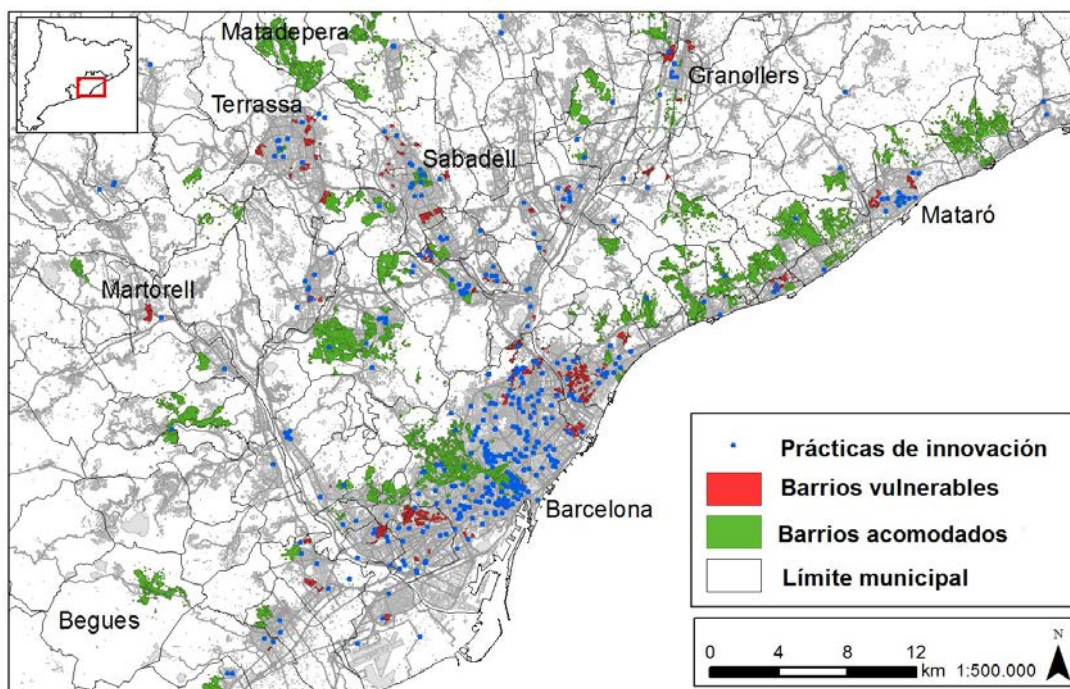 Matadepera
Granollers
Terrassa
Sabadell
Mataró
Martorell
Barcelona
Begues
Prácticas de innovación
Barrios vulnerables
Barrios acomodados
Límite municipal
N
0 4 8 12
km 1:500.000